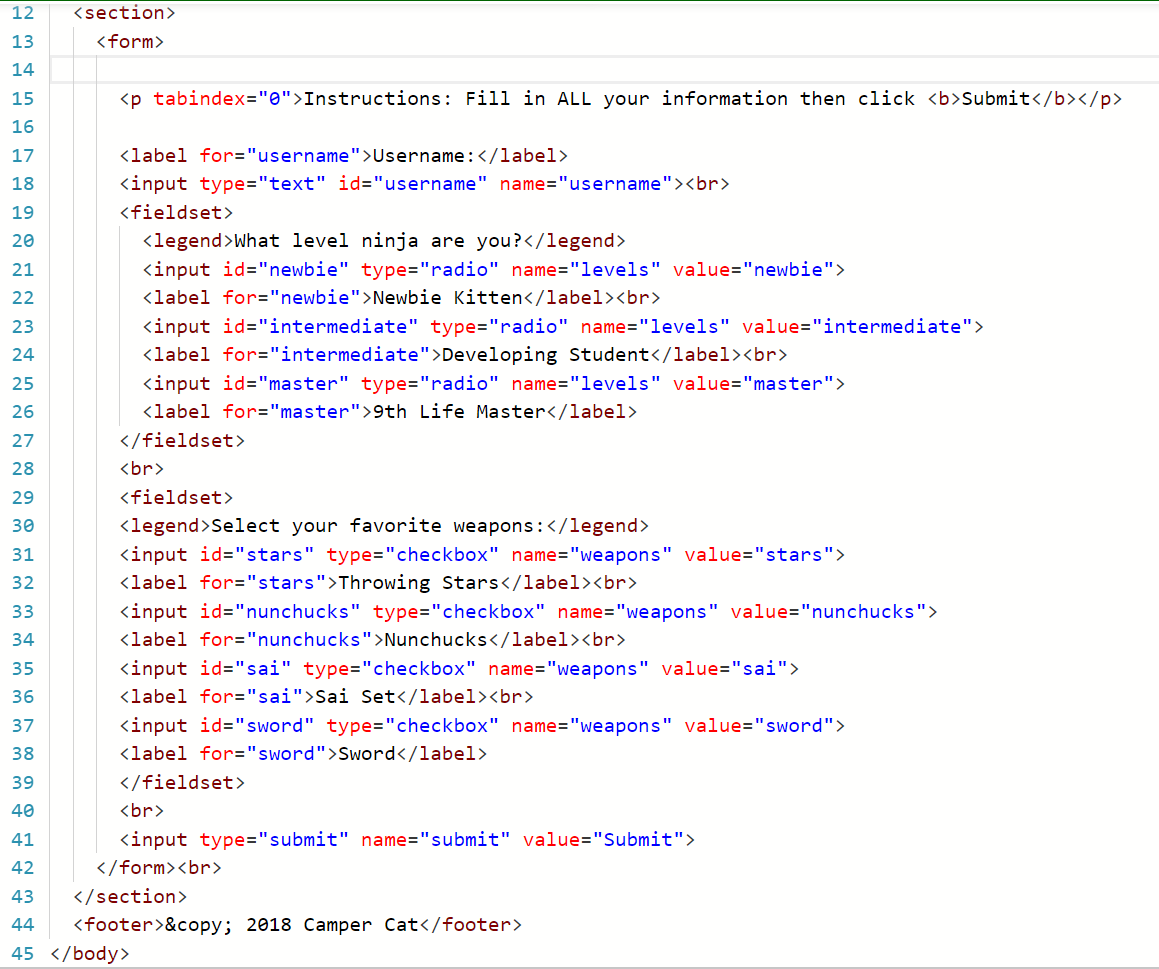 12 <section>
13 <form>
14
15 <p tabindex="0">Instructions: Fill in ALL your information then click <b>Submit</b></p>
16
17 <label for="username">Username:</label>
18 <input type="text" id="username" name="username"><br>
19 <fieldset>
20 <legend>What level ninja are you?</legend>
21 <input id="newbie" type="radio" name="levels" value="newbie">
22 <label for="newbie">Newbie Kitten</label><br>
23 <input id="intermediate" type="radio" name="levels" value="intermediate">
24 <label for="intermediate">Developing Student</label><br>
25 <input id="master" type="radio" name="levels" value="master">
26 <label for="master">9th Life Master</label>
27 </fieldset>
28 <br>
29 <fieldset>
30 <legend>Select your favorite weapons:</legend>
31 <input id="stars" type="checkbox" name="weapons" value="stars">
32 <label for="stars">Throwing Stars</label><br>
33 <input id="nunchucks" type="checkbox" name="weapons" value="nunchucks">
34 <label for="nunchucks">Nunchucks</label><br>
35 <input id="sai" type="checkbox" name="weapons" value="sai">
36 <label for="sai">Sai Set</label><br>
37 <input id="sword" type="checkbox" name="weapons" value="sword">
38 <label for="sword">Sword</label>
39 </fieldset>
40 <br>
41 <input type="submit" name="submit" value="Submit">
42 </form><br>
43 </section>
44 <footer>&copy; 2018 Camper Cat</footer>
45 </body>